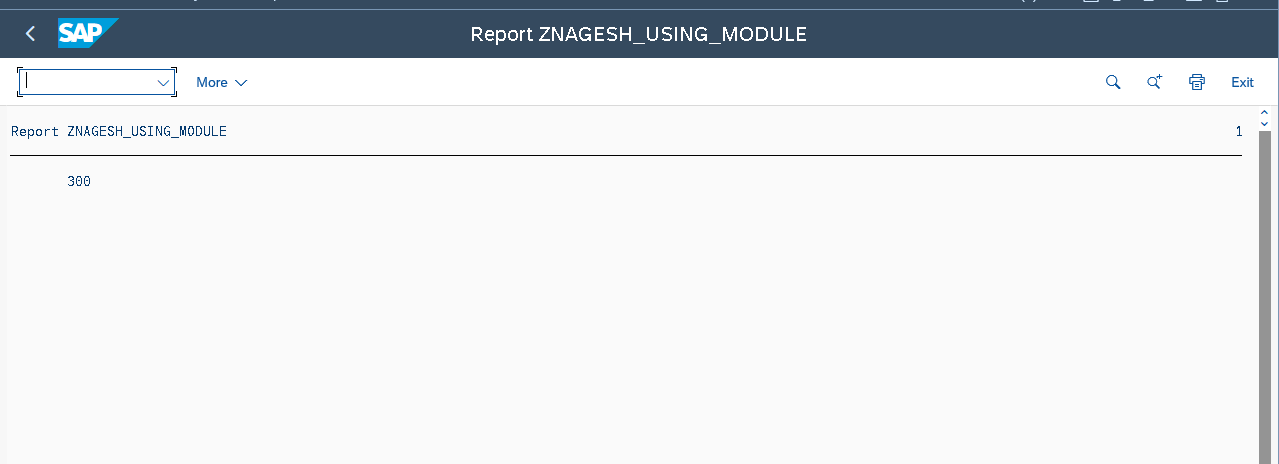 SAP Report ZNAGESH_USING_MODULE
More Exit
Report ZNAGESH_USING_MODULE 1
300